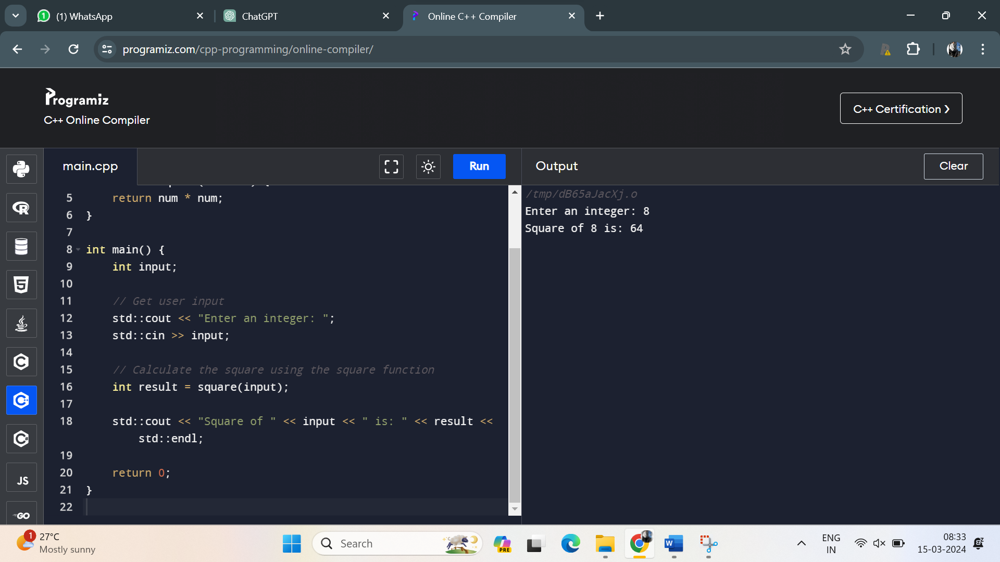 (1) WhatsApp
ChatGPT
Online C++ Compiler
programiz.com/cpp-programming/online-compiler/
Programiz
C++ Online Compiler
C++ Certification ❯
main.cpp
Run
Output
Clear
5 return num * num;
6 }
7
8 int main() {
9 int input;
10
11 // Get user input
12 std::cout << "Enter an integer: ";
13 std::cin >> input;
14
15 // Calculate the square using the square function
16 int result = square(input);
17
18 std::cout << "Square of " << input << " is: " << result <<
std::endl;
19
20 return 0;
21 }
22
/tmp/dB65aJacXj.o
Enter an integer: 8
Square of 8 is: 64
JS
GO
1
27°C
Mostly sunny
Search
PRE
W
ENG
IN
08:33
15-03-2024